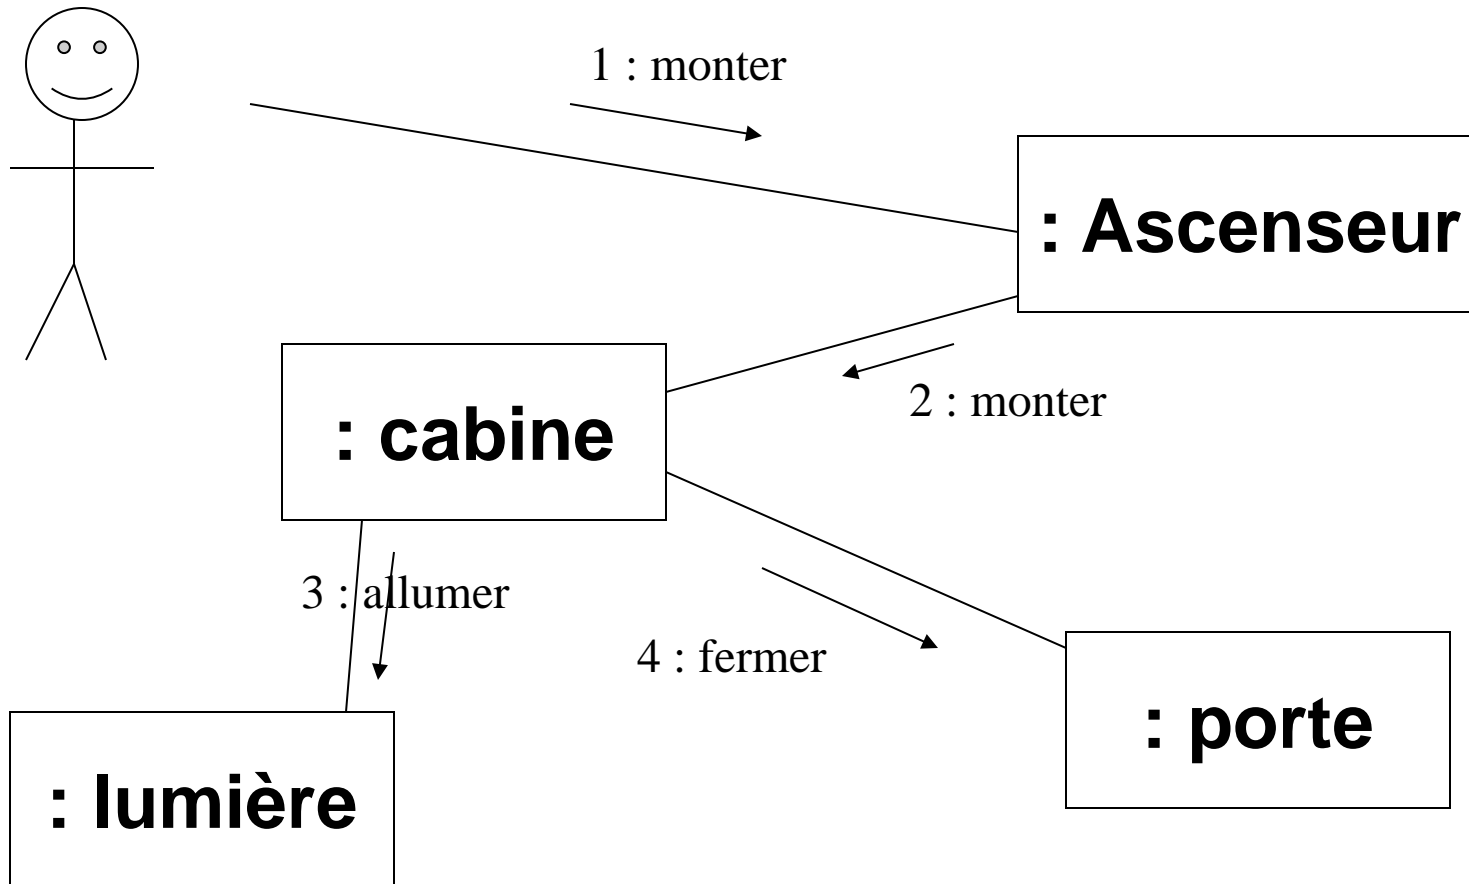 1 : monter
: Ascenseur
2 : monter
: cabine
3 : allumer
4 : fermer
: porte
: lumière